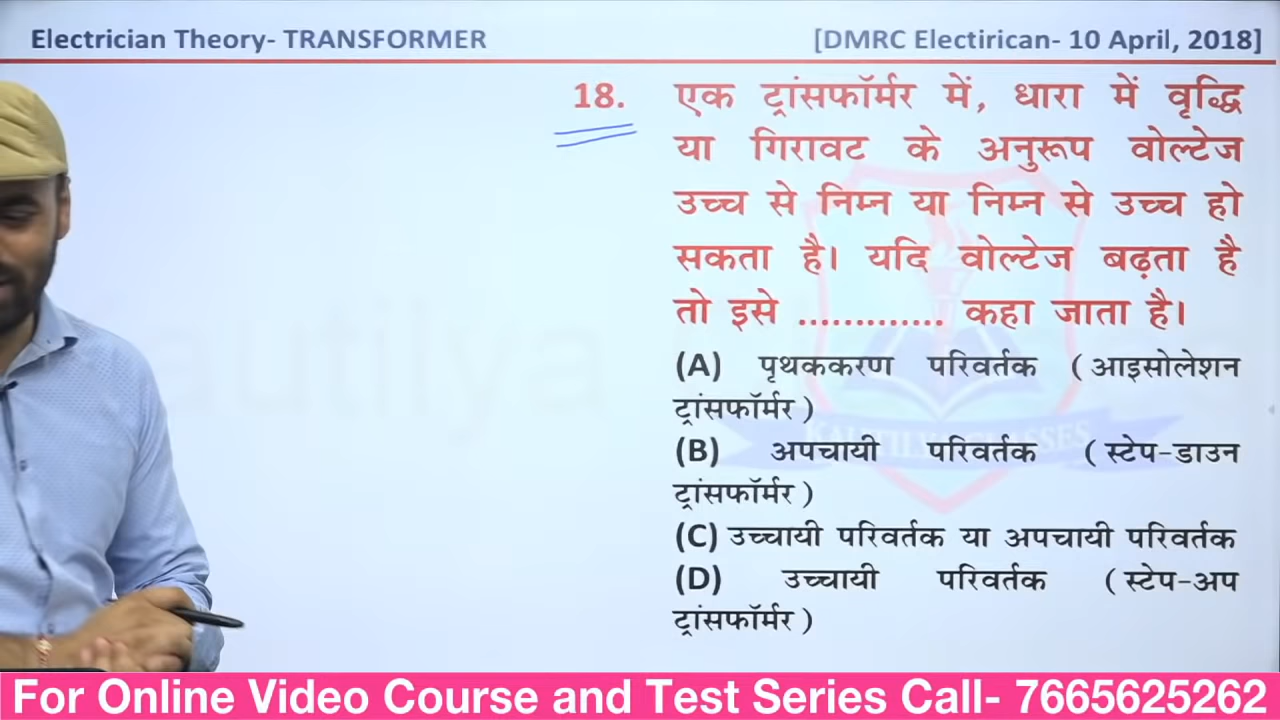 Electrician Theory- TRANSFORMER
[DMRC Electirican- 10 April, 2018]
18. एक ट्रांसफॉर्मर में, धारा में वृद्धि
या गिरावट के अनुरूप वोल्टेज
उच्च से निम्न या निम्न से उच्च हो
सकता है। यदि वोल्टेज बढ़ता है
तो इसे ............. कहा जाता है।
(A) पृथककरण परिवर्तक (आइसोलेशन
ट्रांसफॉर्मर)
(B) अपचायी परिवर्तक (स्टेप-डाउन
ट्रांसफॉर्मर)
(C) उच्चायी परिवर्तक या अपचायी परिवर्तक
(D) उच्चायी परिवर्तक (स्टेप-अप
ट्रांसफॉर्मर)
KAUTILYA CLASSES
For Online Video Course and Test Series Call- 7665625262